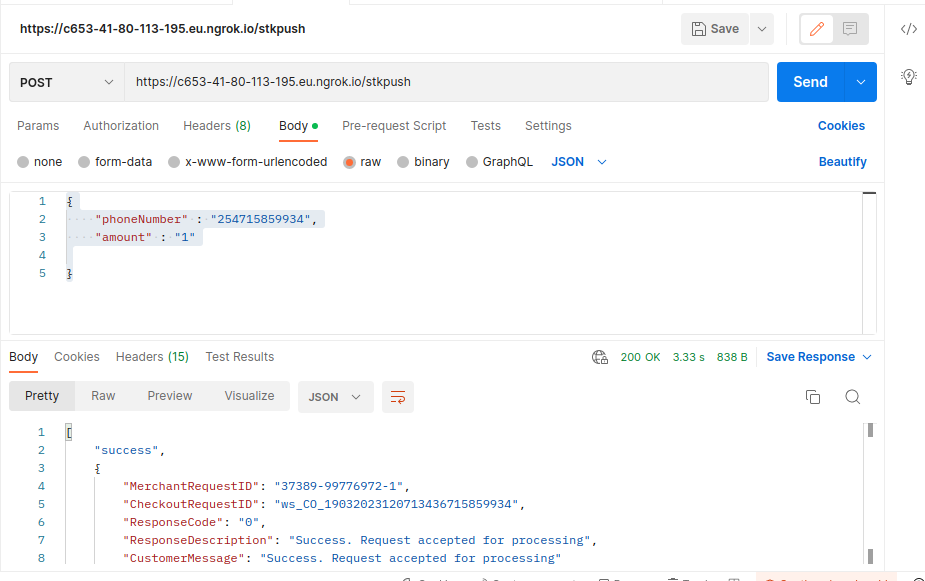 https://c653-41-80-113-195.eu.ngrok.io/stkpush Save
POST https://c653-41-80-113-195.eu.ngrok.io/stkpush Send
Params Authorization Headers (8) Body Pre-request Script Tests Settings Cookies
none form-data x-www-form-urlencoded raw binary GraphQL JSON Beautify
1 {
2 "phoneNumber" : "254715859934",
3 "amount" : "1"
4
5 }
Body Cookies Headers (15) Test Results 200 OK 3.33 s 838 B Save Response
Pretty Raw Preview Visualize JSON
1 [
2 "success",
3 {
4 "MerchantRequestID": "37389-99776972-1",
5 "CheckoutRequestID": "ws_CO_19032023120713436715859934",
6 "ResponseCode": "0",
7 "ResponseDescription": "Success. Request accepted for processing",
8 "CustomerMessage": "Success. Request accepted for processing"